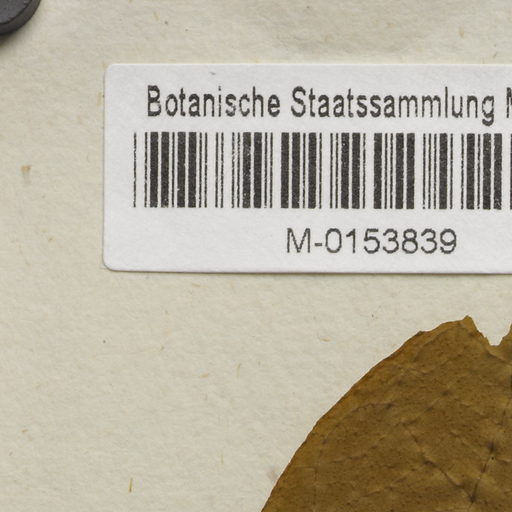 Botanische Staatssammlung
M-0153839